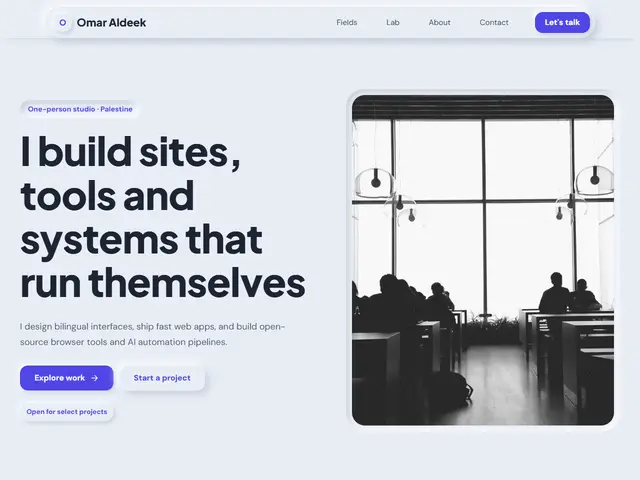 Omar Aldeek
Fields
Lab
About
Contact
Let's talk
One-person studio · Palestine
I build sites,
tools and
systems that
run themselves
I design bilingual interfaces, ship fast web apps, and build open-
source browser tools and AI automation pipelines.
Explore work →
Start a project
Open for select projects